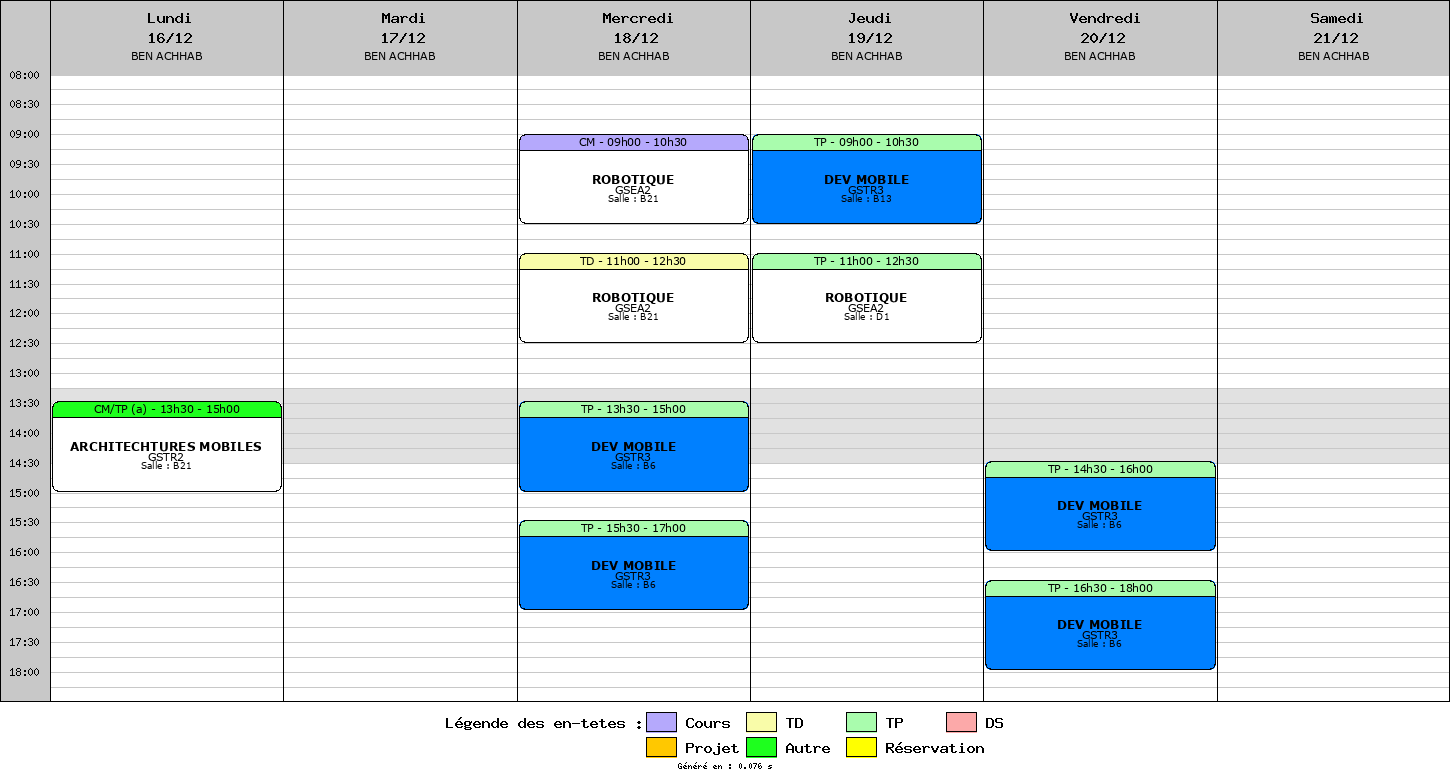 Lundi
16/12
BEN ACHHAB
Mardi
17/12
BEN ACHHAB
Mercredi
18/12
BEN ACHHAB
Jeudi
19/12
BEN ACHHAB
Vendredi
20/12
BEN ACHHAB
Samedi
21/12
BEN ACHHAB
08:00
08:30
09:00
09:30
10:00
10:30
11:00
11:30
12:00
12:30
13:00
13:30
14:00
14:30
15:00
15:30
16:00
16:30
17:00
17:30
18:00
CM/TP (a) - 13h30 - 15h00
ARCHITECHTURES MOBILES
GSTR2
Salle : B21
CM - 09h00 - 10h30
ROBOTIQUE
GSEA2
Salle : B21
TD - 11h00 - 12h30
ROBOTIQUE
GSEA2
Salle : B21
TP - 13h30 - 15h00
DEV MOBILE
GSTR3
Salle : B6
TP - 15h30 - 17h00
DEV MOBILE
GSTR3
Salle : B6
TP - 09h00 - 10h30
DEV MOBILE
GSTR3
Salle : B13
TP - 11h00 - 12h30
ROBOTIQUE
GSEA2
Salle : D1
TP - 14h30 - 16h00
DEV MOBILE
GSTR3
Salle : B6
TP - 16h30 - 18h00
DEV MOBILE
GSTR3
Salle : B6
Légende des en-tetes : Cours TD TP DS
Projet Autre Réservation
Généré en : 0.076 s